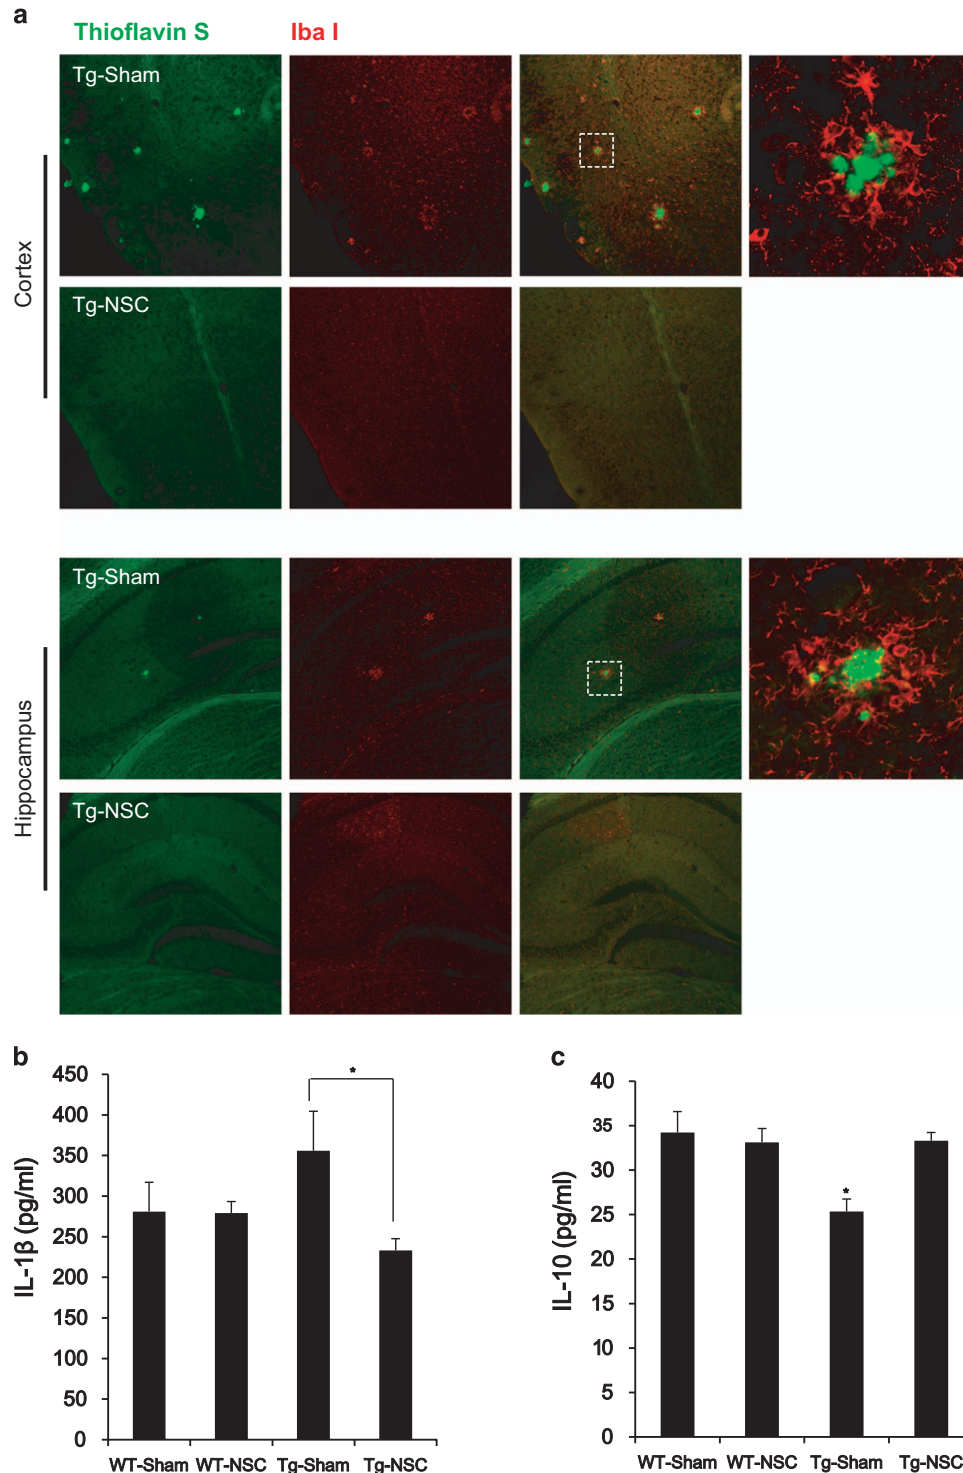 a
Thioflavin S Iba I
Tg-Sham
Cortex
Tg-NSC
Tg-Sham
Hippocampus
Tg-NSC
b
450
400
350
300
250
200
150
100
50
0
IL-1β (pg/ml)
*
WT-Sham WT-NSC Tg-Sham Tg-NSC
c
40
35
30
25
20
15
10
5
0
IL-10 (pg/ml)
*
WT-Sham WT-NSC Tg-Sham Tg-NSC